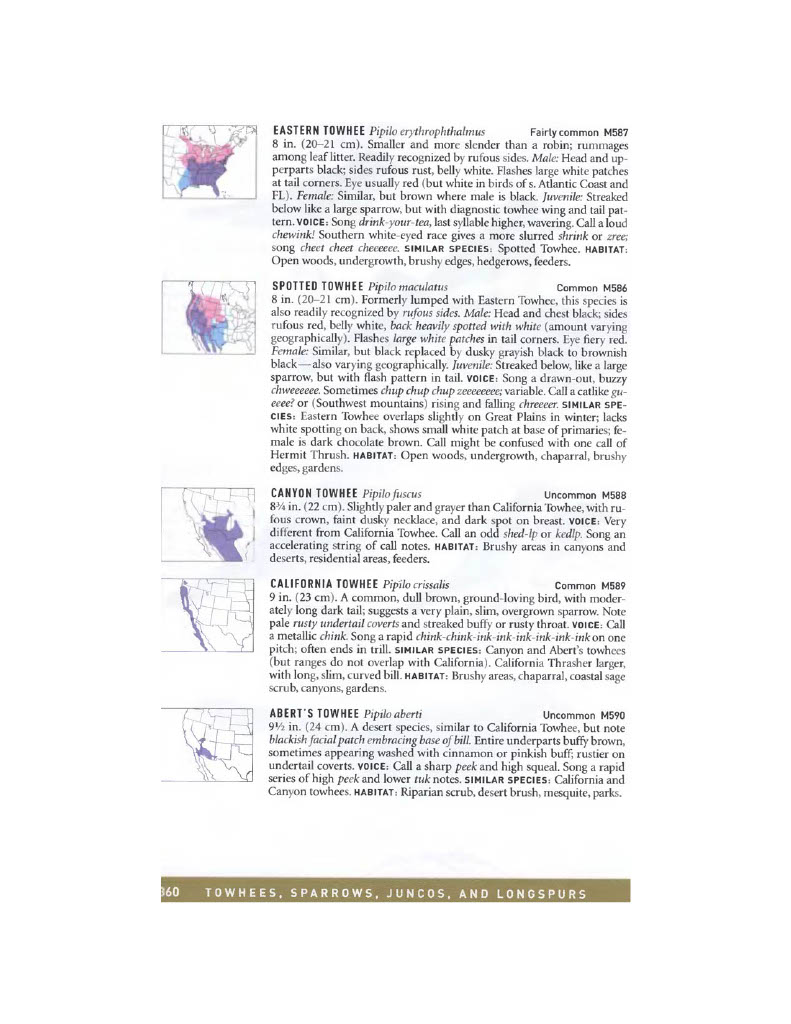 EASTERN TOWHEE Pipilo erythrophthalmus Fairly common M587
8 in. (20–21 cm). Smaller and more slender than a robin; rummages
among leaf litter. Readily recognized by rufous sides. Male: Head and up-
perparts black; sides rufous rust, belly white. Flashes large white patches
at tail corners. Eye usually red (but white in birds of s. Atlantic Coast and
FL). Female: Similar, but brown where male is black. Juvenile: Streaked
below like a large sparrow, but with diagnostic towhee wing and tail pat-
tern. VOICE: Song drink-your-tea, last syllable higher, wavering. Call a loud
chewink! Southern white-eyed race gives a more slurred shrink or zree;
song cheet cheet cheeeeee. SIMILAR SPECIES: Spotted Towhee. HABITAT:
Open woods, undergrowth, brushy edges, hedgerows, feeders.
SPOTTED TOWHEE Pipilo maculatus Common M586
8 in. (20–21 cm). Formerly lumped with Eastern Towhee, this species is
also readily recognized by rufous sides. Male: Head and chest black; sides
rufous red, belly white, back heavily spotted with white (amount varying
geographically). Flashes large white patches in tail corners. Eye fiery red.
Female: Similar, but black replaced by dusky grayish black to brownish
black—also varying geographically. Juvenile: Streaked below, like a large
sparrow, but with flash pattern in tail. VOICE: Song a drawn-out, buzzy
chweeeeee. Sometimes chup chup chup zeeeeeeee; variable. Call a catlike gu-
eeee? or (Southwest mountains) rising and falling chreeeer. SIMILAR SPE-
CIES: Eastern Towhee overlaps slightly on Great Plains in winter; lacks
white spotting on back, shows small white patch at base of primaries; fe-
male is dark chocolate brown. Call might be confused with one call of
Hermit Thrush. HABITAT: Open woods, undergrowth, chaparral, brushy
edges, gardens.
CANYON TOWHEE Pipilo fuscus Uncommon M588
8¾ in. (22 cm). Slightly paler and grayer than California Towhee, with ru-
fous crown, faint dusky necklace, and dark spot on breast. VOICE: Very
different from California Towhee. Call an odd shed-lp or kedlp. Song an
accelerating string of call notes. HABITAT: Brushy areas in canyons and
deserts, residential areas, feeders.
CALIFORNIA TOWHEE Pipilo crissalis Common M589
9 in. (23 cm). A common, dull brown, ground-loving bird, with moder-
ately long dark tail; suggests a very plain, slim, overgrown sparrow. Note
pale rusty undertail coverts and streaked buffy or rusty throat. VOICE: Call
a metallic chink. Song a rapid chink-chink-ink-ink-ink-ink-ink-ink on one
pitch; often ends in trill. SIMILAR SPECIES: Canyon and Abert's towhees
(but ranges do not overlap with California). California Thrasher larger,
with long, slim, curved bill. HABITAT: Brushy areas, chaparral, coastal sage
scrub, canyons, gardens.
ABERT'S TOWHEE Pipilo aberti Uncommon M590
9½ in. (24 cm). A desert species, similar to California Towhee, but note
blackish facial patch embracing base of bill. Entire underparts buffy brown,
sometimes appearing washed with cinnamon or pinkish buff; rustier on
undertail coverts. VOICE: Call a sharp peek and high squeal. Song a rapid
series of high peek and lower tuk notes. SIMILAR SPECIES: California and
Canyon towhees. HABITAT: Riparian scrub, desert brush, mesquite, parks.
360 TOWHEES, SPARROWS, JUNCOS, AND LONGSPURS